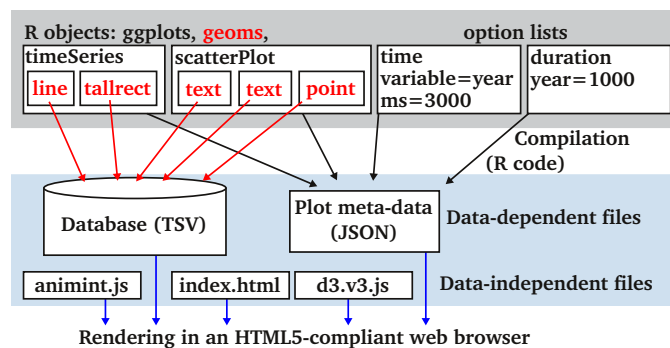 R objects: ggplots, geoms, option lists
timeSeries
line tallrect
scatterPlot
text text point
time
variable=year
ms=3000
duration
year=1000
Compilation
(R code)
Database (TSV)
Plot meta-data
(JSON)
Data-dependent files
animint.js index.html d3.v3.js
Data-independent files
Rendering in an HTML5-compliant web browser